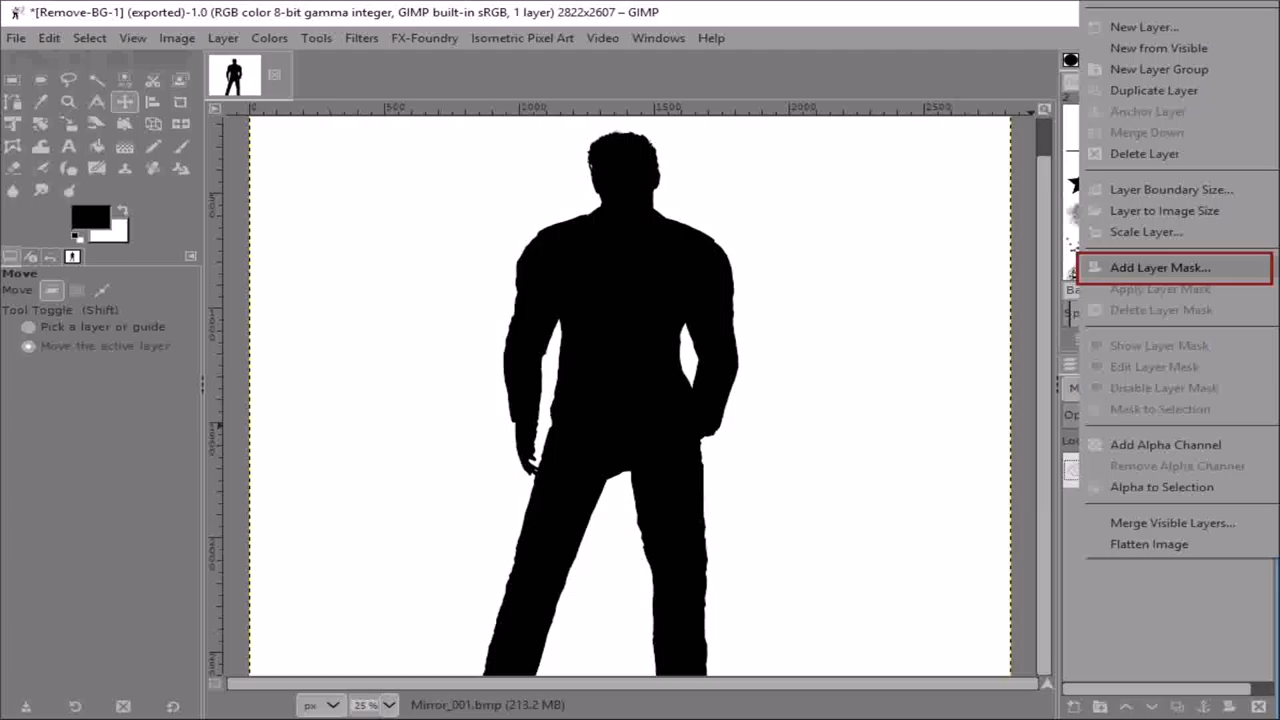 *[Remove-BG-1] (exported)-1.0 (RGB color 8-bit gamma integer, GIMP built-in sRGB, 1 layer) 2822x2607 – GIMP
File Edit Select View Image Layer Colors Tools Filters FX-Foundry Isometric Pixel Art Video Windows Help
0 500 1500 2500
Move
Move
Tool Toggle (Shift)
Pick a layer or guide
Move the active layer
New Layer...
New from Visible
New Layer Group
Duplicate Layer
Anchor Layer
Merge Down
Delete Layer
Layer Boundary Size...
Layer to Image Size
Scale Layer...
Add Layer Mask...
Apply Layer Mask
Delete Layer Mask
Show Layer Mask
Edit Layer Mask
Disable Layer Mask
Mask to Selection
Add Alpha Channel
Remove Alpha Channel
Alpha to Selection
Merge Visible Layers...
Flatten Image
px 25 % Mirror_001.bmp (213.2 MB)